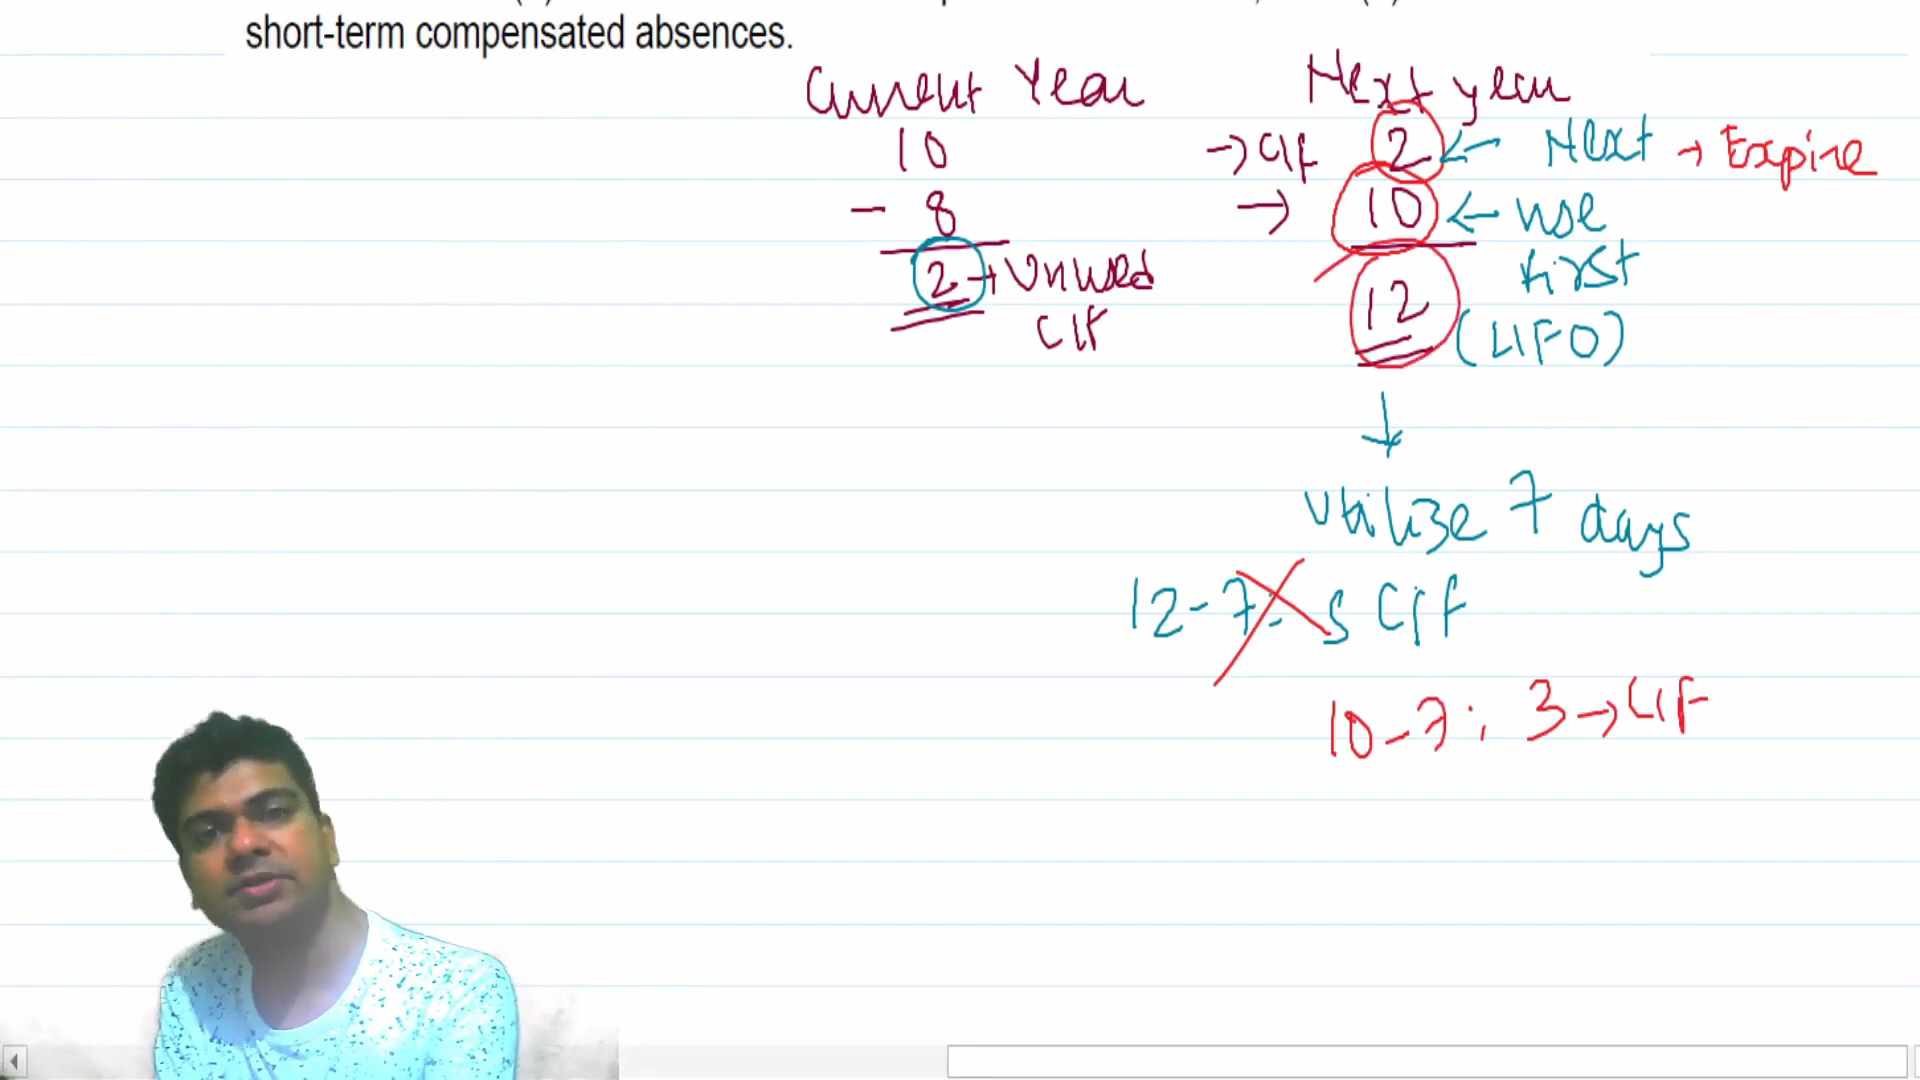 short-term compensated absences.
Current Year
10
- 8
2 → Unused
C/F
Next year
→ C/F 2 ← Next → Expire
→ 10 ← use
first
12 (LIFO)
↓
Utilize 7 days
12-7= 5 C/F
10-7: 3 → C/F